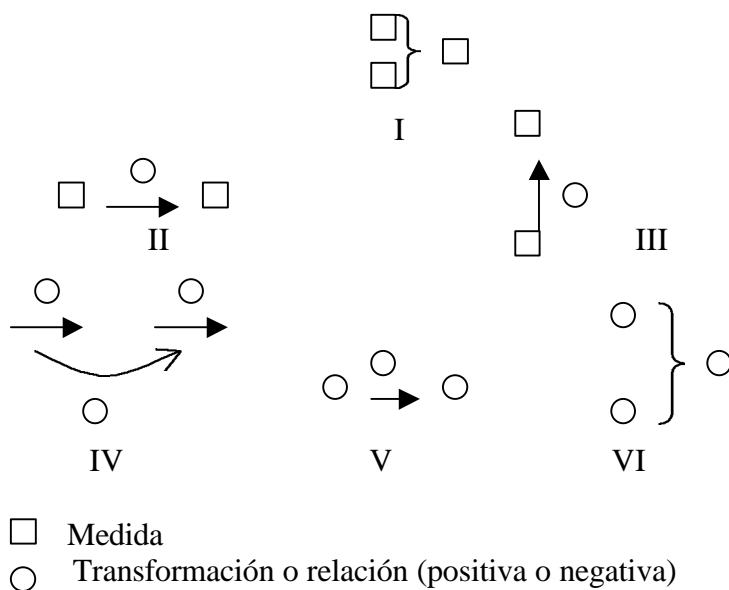 I
II
III
IV
V
VI
Medida
Transformación o relación (positiva o negativa)